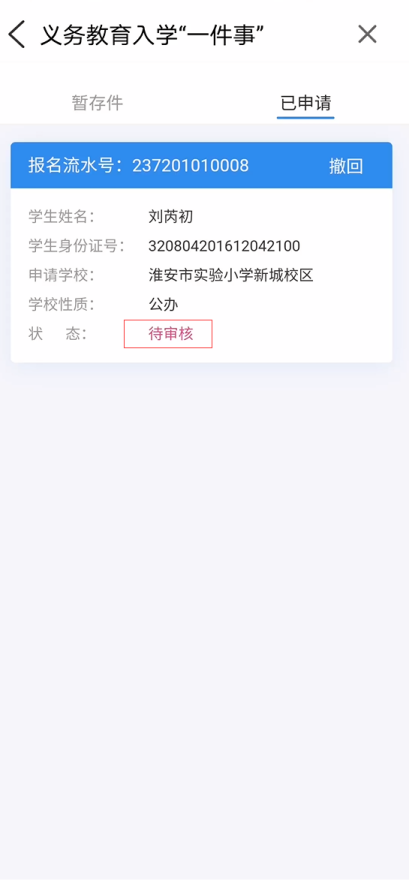 义务教育入学“一件事”
暂存件 已申请
报名流水号：237201010008 撤回
学生姓名： 刘芮初
学生身份证号： 320804201612042100
申请学校： 淮安市实验小学新城校区
学校性质： 公办
状 态： 待审核